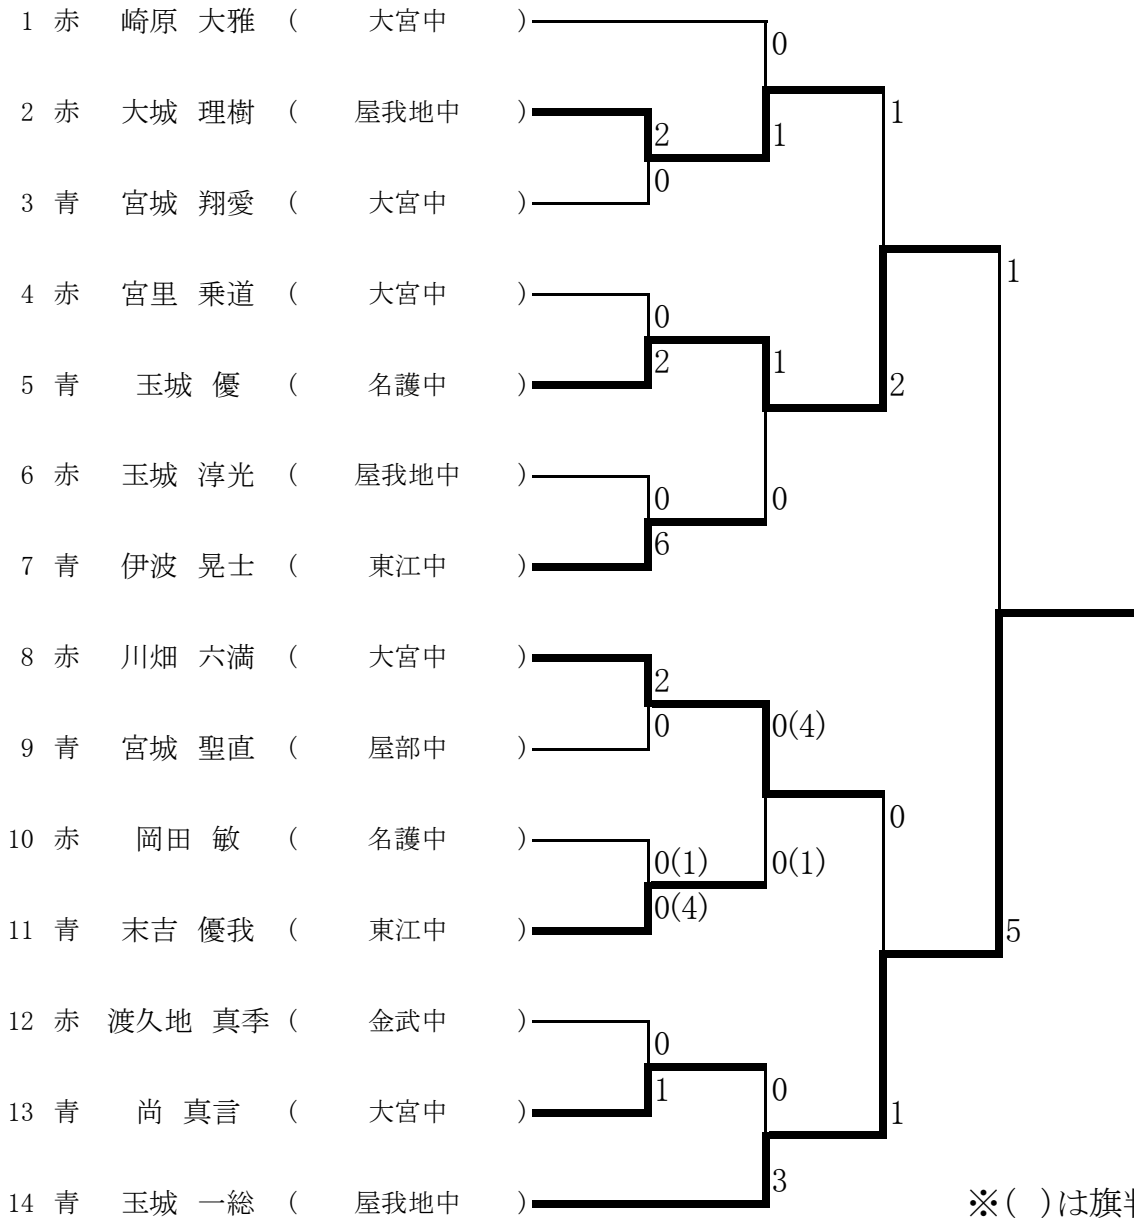 1 赤 崎原 大雅 ( 大宮中 )
0
2 赤 大城 理樹 ( 屋我地中 ) 1
2 1
0
3 青 宮城 翔愛 ( 大宮中 )
1
4 赤 宮里 乗道 ( 大宮中 )
0
2 1
5 青 玉城 優 ( 名護中 ) 2
6 赤 玉城 淳光 ( 屋我地中 )
0 0
6
7 青 伊波 晃士 ( 東江中 )
8 赤 川畑 六満 ( 大宮中 )
2
0 0(4)
9 青 宮城 聖直 ( 屋部中 )
0
10 赤 岡田 敏 ( 名護中 )
0(1) 0(1)
0(4)
11 青 末吉 優我 ( 東江中 ) 5
12 赤 渡久地 真季 ( 金武中 )
0
1 0
13 青 尚 真言 ( 大宮中 ) 1
3
14 青 玉城 一総 ( 屋我地中 ) ※( )は旗